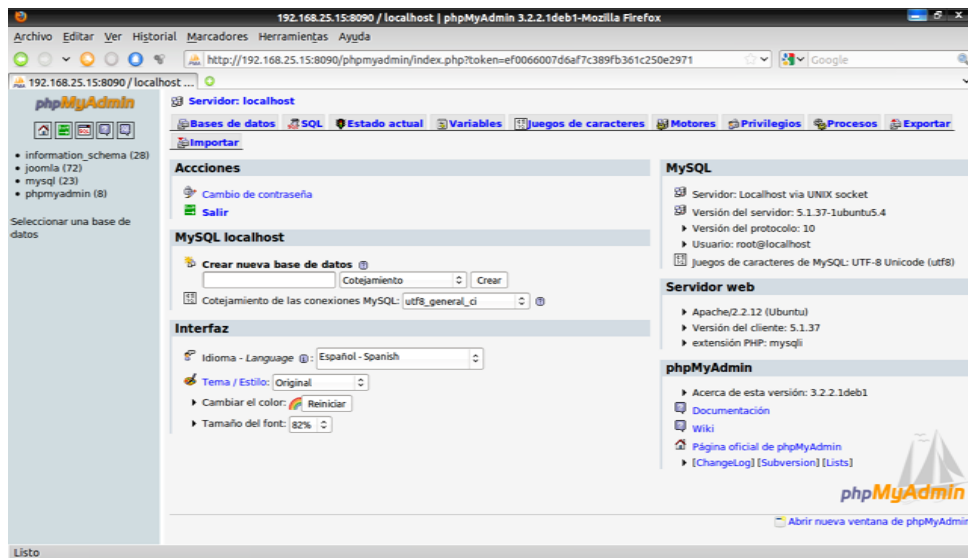 192.168.25.15:8090 / localhost | phpMyAdmin 3.2.2.1deb1-Mozilla Firefox
Archivo Editar Ver Historial Marcadores Herramientas Ayuda
http://192.168.25.15:8090/phpmyadmin/index.php?token=ef0066007d6af7c389fb361c250e2971
Google
192.168.25.15:8090 / localhost ...
phpMyAdmin
information_schema (28)
joomla (72)
mysql (23)
phpmyadmin (8)
Seleccionar una base de
datos
Servidor: localhost
Bases de datos SQL Estado actual Variables Juegos de caracteres Motores Privilegios Procesos Exportar
Importar
Accciones
Cambio de contraseña
Salir
MySQL localhost
Crear nueva base de datos
Cotejamiento Crear
Cotejamiento de las conexiones MySQL: utf8_general_ci
Interfaz
Idioma - Language : Español - Spanish
Tema / Estilo: Original
Cambiar el color: Reiniciar
Tamaño del font: 82%
MySQL
Servidor: Localhost via UNIX socket
Versión del servidor: 5.1.37-1ubuntu5.4
Versión del protocolo: 10
Usuario: root@localhost
Juegos de caracteres de MySQL: UTF-8 Unicode (utf8)
Servidor web
Apache/2.2.12 (Ubuntu)
Versión del cliente: 5.1.37
extensión PHP: mysqli
phpMyAdmin
Acerca de esta versión: 3.2.2.1deb1
Documentación
Wiki
Página oficial de phpMyAdmin
[ChangeLog] [Subversion] [Lists]
phpMyAdmin
Abrir nueva ventana de phpMyAdmin
Listo